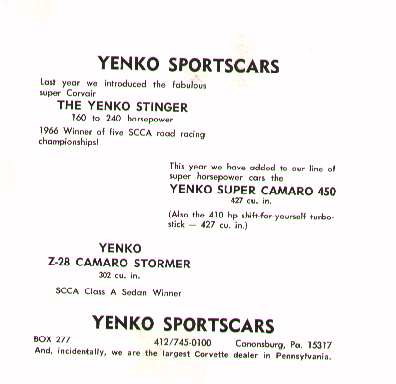 YENKO SPORTSCARS
Last year we introduced the fabulous
super Corvair
THE YENKO STINGER
160 to 240 horsepower
1966 Winner of five SCCA road racing
championships!
This year we have added to our line of
super horsepower cars the
YENKO SUPER CAMARO 450
427 cu. in.
(Also the 410 hp shift-for yourself turbo-
stick — 427 cu. in.)
YENKO
Z-28 CAMARO STORMER
302 cu. in.
SCCA Class A Sedan Winner
YENKO SPORTSCARS
BOX 277 412/745-0100 Canonsburg, Pa. 15317
And, incidentally, we are the largest Corvette dealer in Pennsylvania.